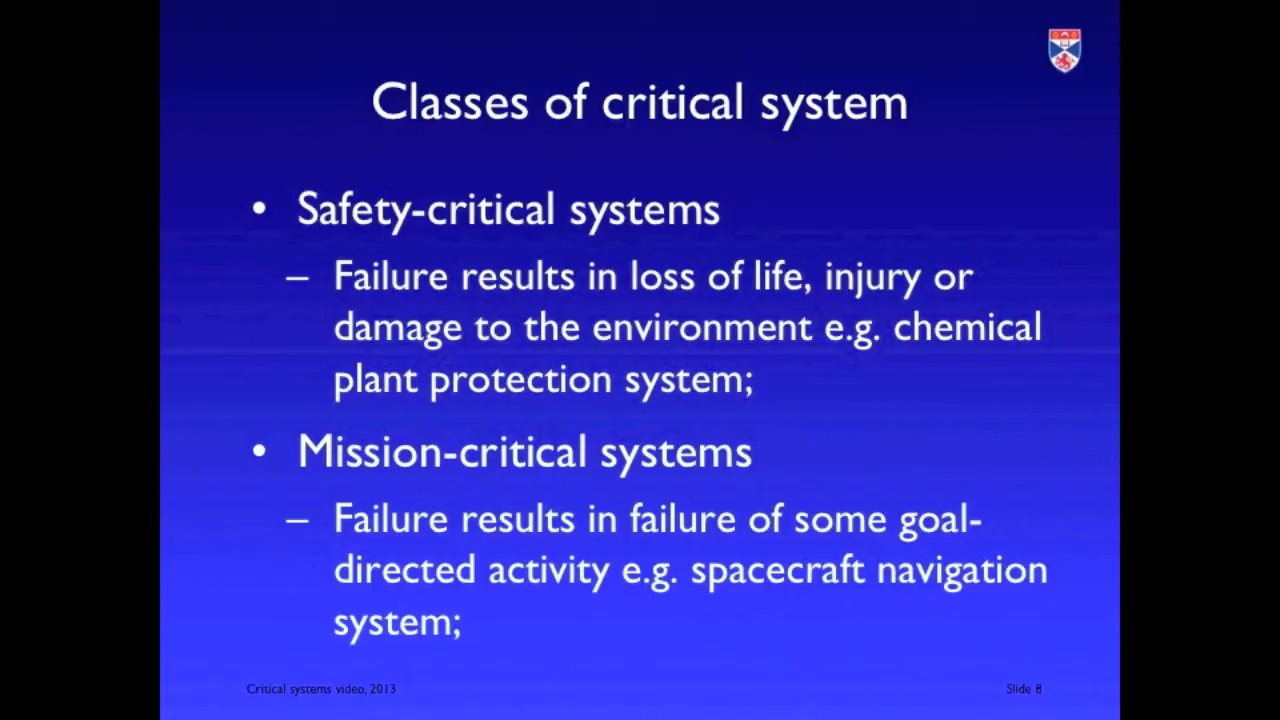 Classes of critical system
• Safety-critical systems
– Failure results in loss of life, injury or
damage to the environment e.g. chemical
plant protection system;
• Mission-critical systems
– Failure results in failure of some goal-
directed activity e.g. spacecraft navigation
system;
Critical systems video, 2013
Slide 8